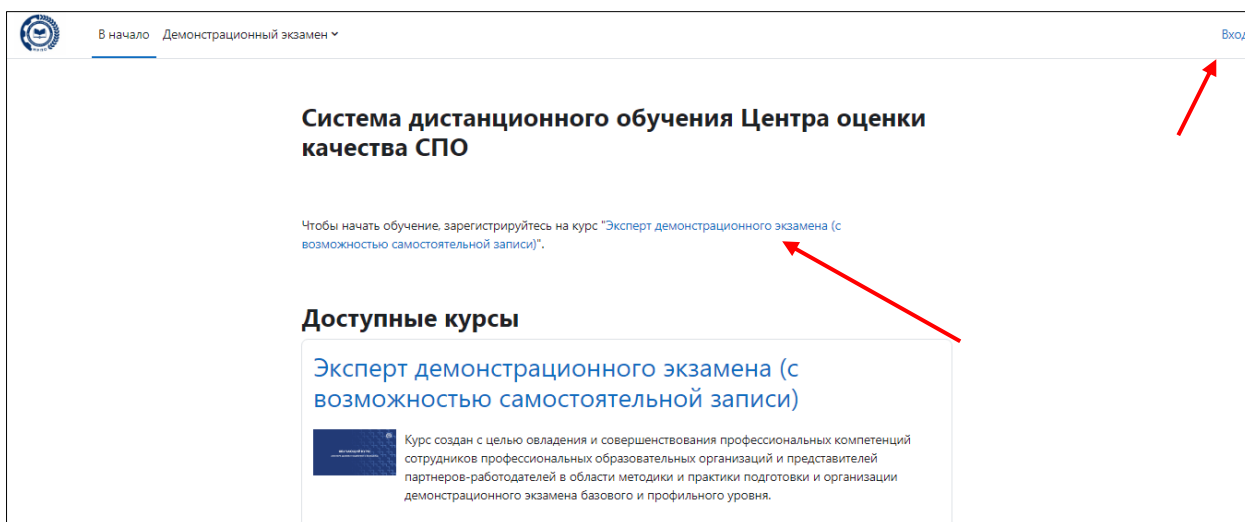 В начало Демонстрационный экзамен
Вход
Система дистанционного обучения Центра оценки
качества СПО
Чтобы начать обучение, зарегистрируйтесь на курс "Эксперт демонстрационного экзамена (с
возможностью самостоятельной записи)".
Доступные курсы
Эксперт демонстрационного экзамена (с
возможностью самостоятельной записи)
Курс создан с целью овладения и совершенствования профессиональных компетенций
сотрудников профессиональных образовательных организаций и представителей
партнеров-работодателей в области методики и практики подготовки и организации
демонстрационного экзамена базового и профильного уровня.